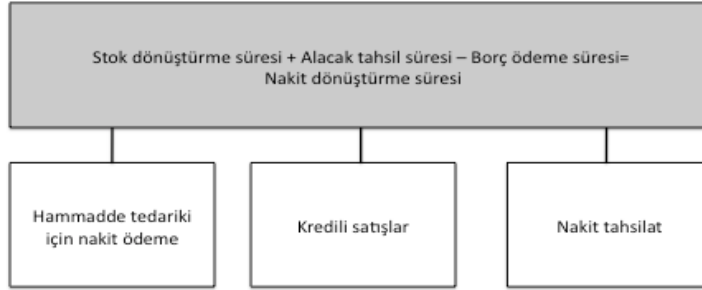 Stok dönüştürme süresi + Alacak tahsil süresi – Borç ödeme süresi=
Nakit dönüştürme süresi
Hammadde tedariki
için nakit ödeme
Kredili satışlar
Nakit tahsilat